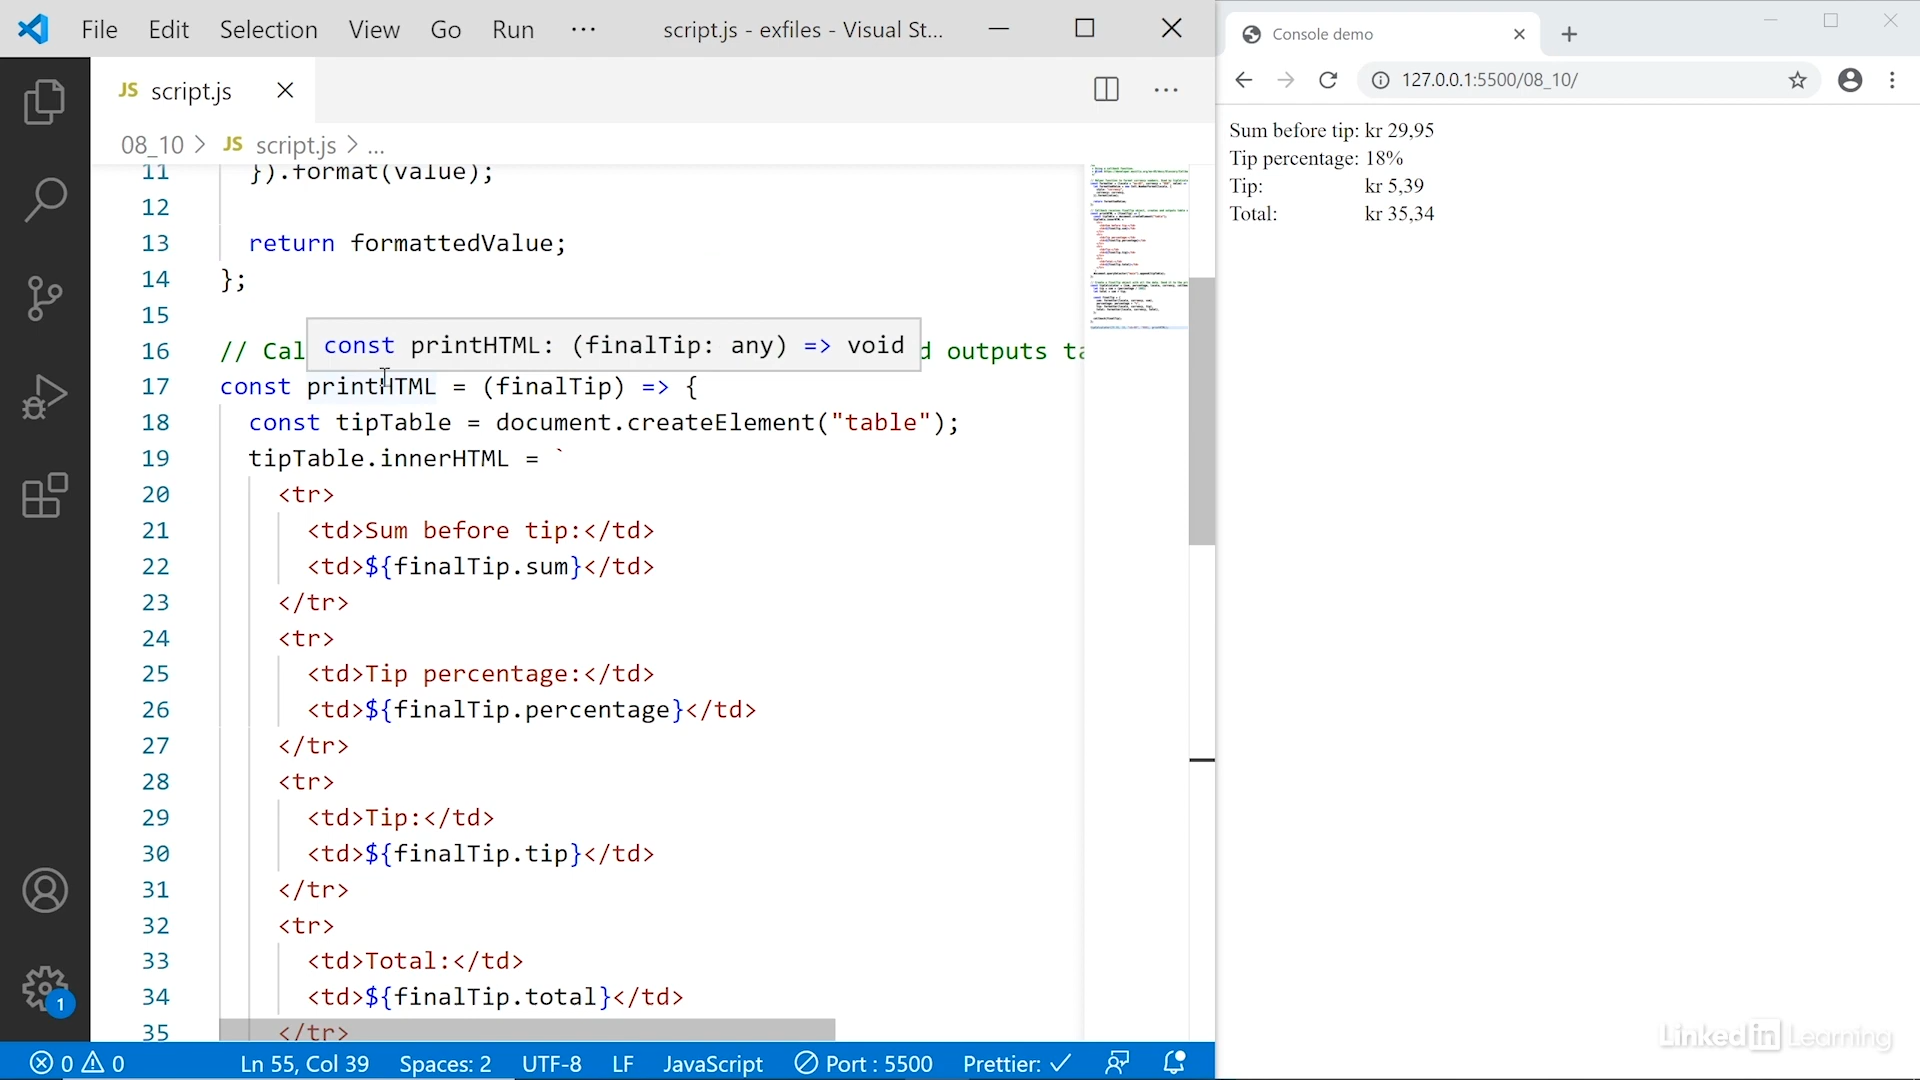 File Edit Selection View Go Run ··· script.js - exfiles - Visual St...
JS script.js
08_10 > JS script.js > ...
11 }).format(value);
12
13 return formattedValue;
14 };
15
const printHTML: (finalTip: any) => void
16 // Cal d outputs ta
17 const printHTML = (finalTip) => {
18 const tipTable = document.createElement("table");
19 tipTable.innerHTML = `
20 <tr>
21 <td>Sum before tip:</td>
22 <td>${finalTip.sum}</td>
23 </tr>
24 <tr>
25 <td>Tip percentage:</td>
26 <td>${finalTip.percentage}</td>
27 </tr>
28 <tr>
29 <td>Tip:</td>
30 <td>${finalTip.tip}</td>
31 </tr>
32 <tr>
33 <td>Total:</td>
34 <td>${finalTip.total}</td>
35 </tr>
1
0 0 Ln 55, Col 39 Spaces: 2 UTF-8 LF JavaScript Port : 5500 Prettier: ✓
Console demo
127.0.0.1:5500/08_10/
Sum before tip: kr 29,95
Tip percentage: 18%
Tip: kr 5,39
Total: kr 35,34
LinkedIn Learning